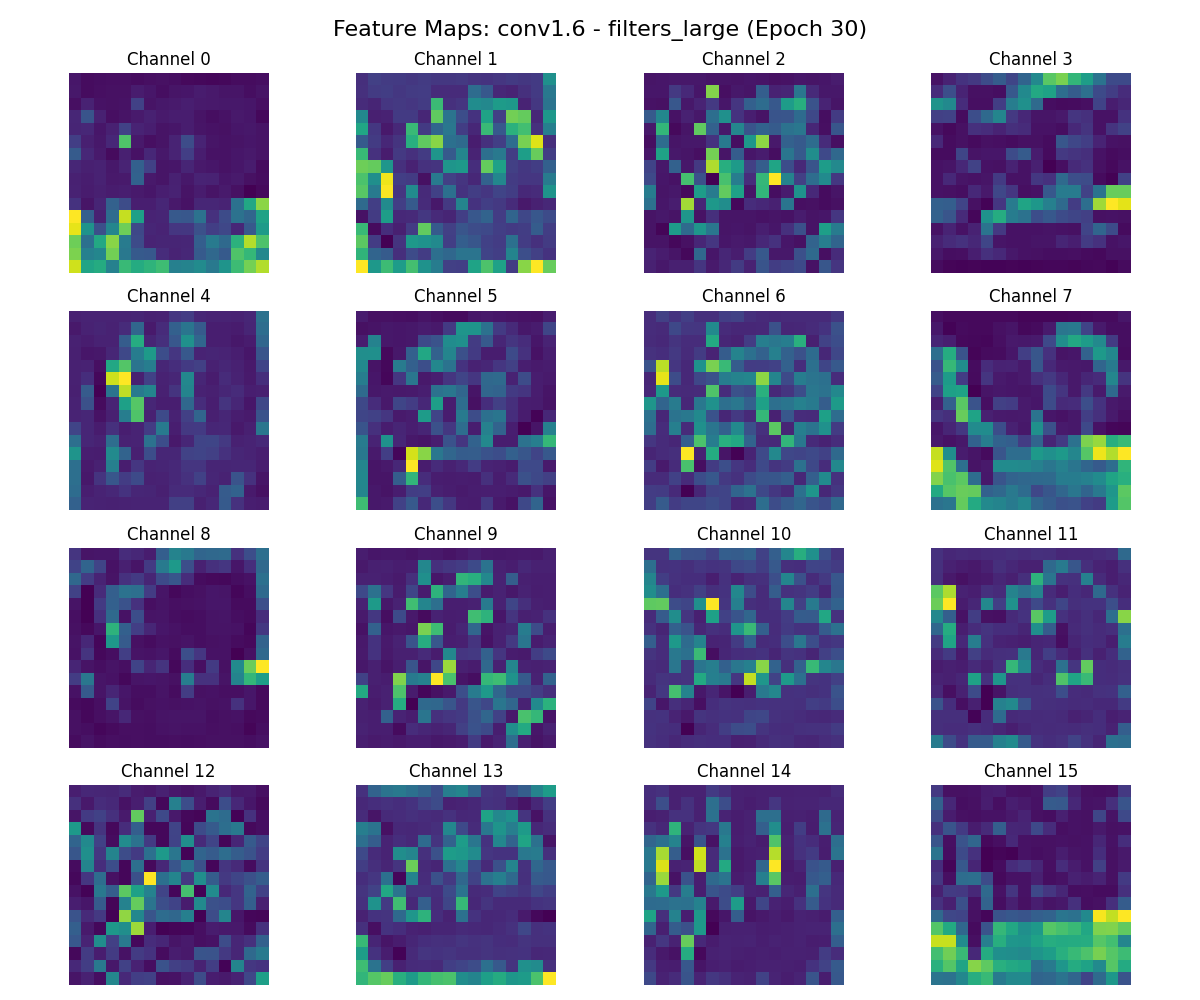 Feature Maps: conv1.6 - filters_large (Epoch 30)
Channel 0
Channel 1
Channel 2
Channel 3
Channel 4
Channel 5
Channel 6
Channel 7
Channel 8
Channel 9
Channel 10
Channel 11
Channel 12
Channel 13
Channel 14
Channel 15